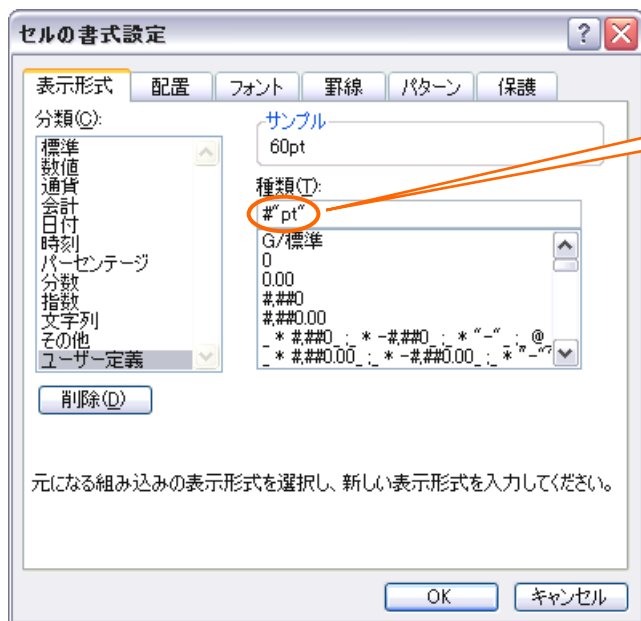 セルの書式設定
表示形式 配置 フォント 罫線 パターン 保護
分類(C):
標準
数値
通貨
会計
日付
時刻
パーセンテージ
分数
指数
文字列
その他
ユーザー定義
サンプル
60pt
種類(T):
#"pt"
G/標準
0
0.00
#,##0
#,##0.00
_ * #,##0_ ;_ * -#,##0_ ;_ * "-"_ ;_ @_
_ * #,##0.00_ ;_ * -#,##0.00_ ;_ * "-"?
削除(D)
元になる組み込みの表示形式を選択し、新しい表示形式を入力してください。
OK キャンセル